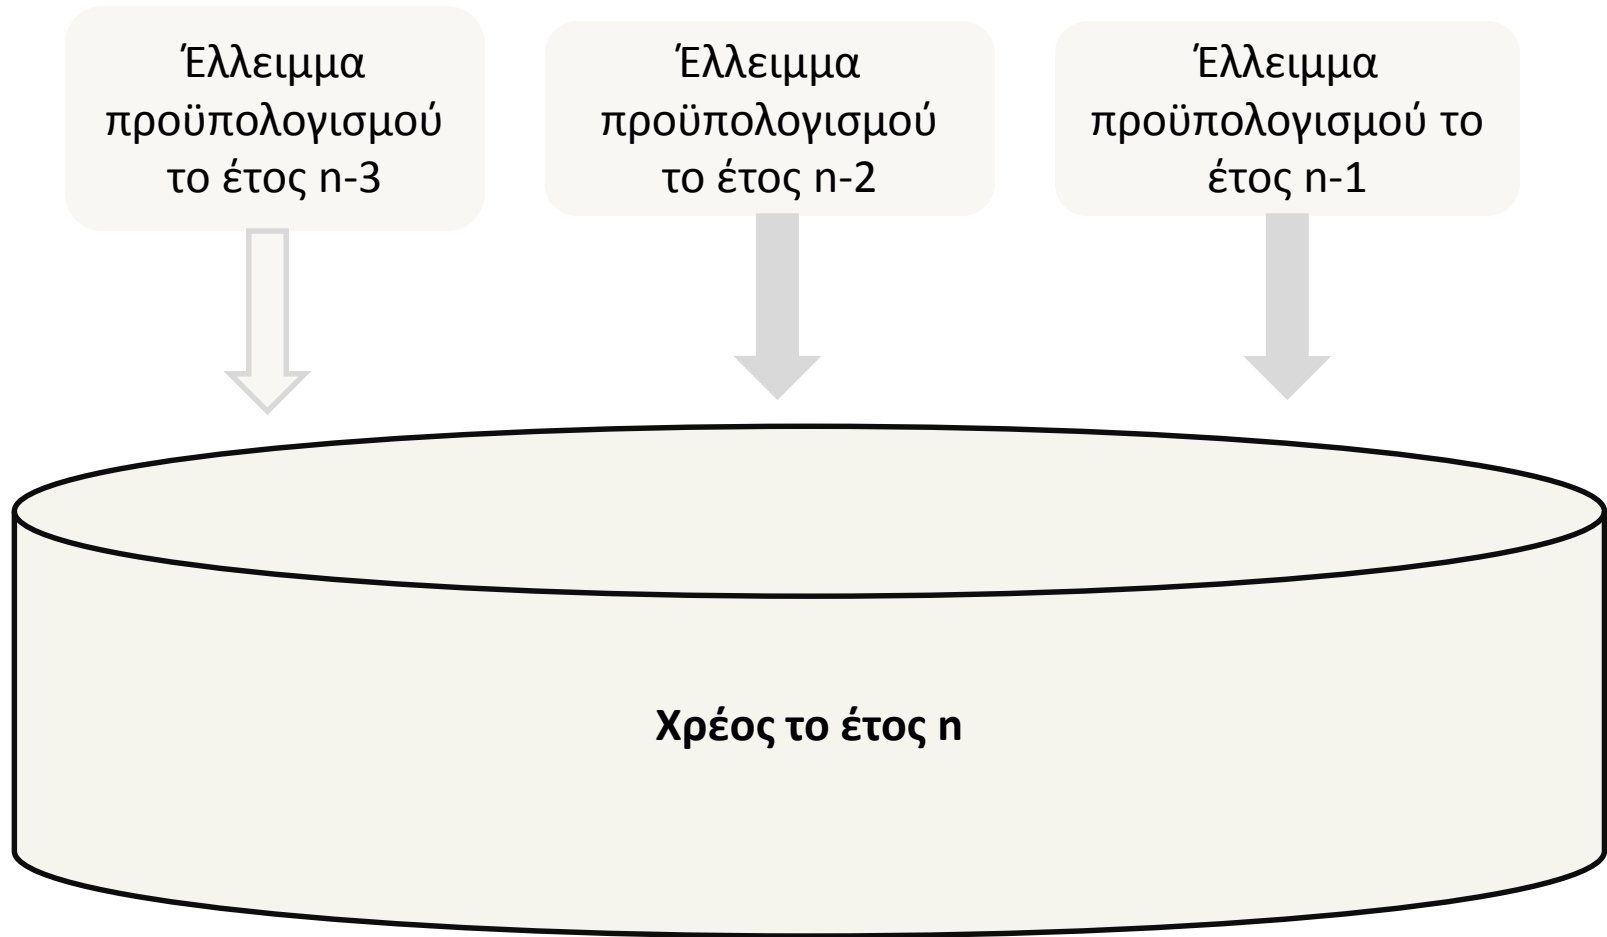 Έλλειμμα
προϋπολογισμού
το έτος n-3
Έλλειμμα
προϋπολογισμού
το έτος n-2
Έλλειμμα
προϋπολογισμού το
έτος n-1
Χρέος το έτος n